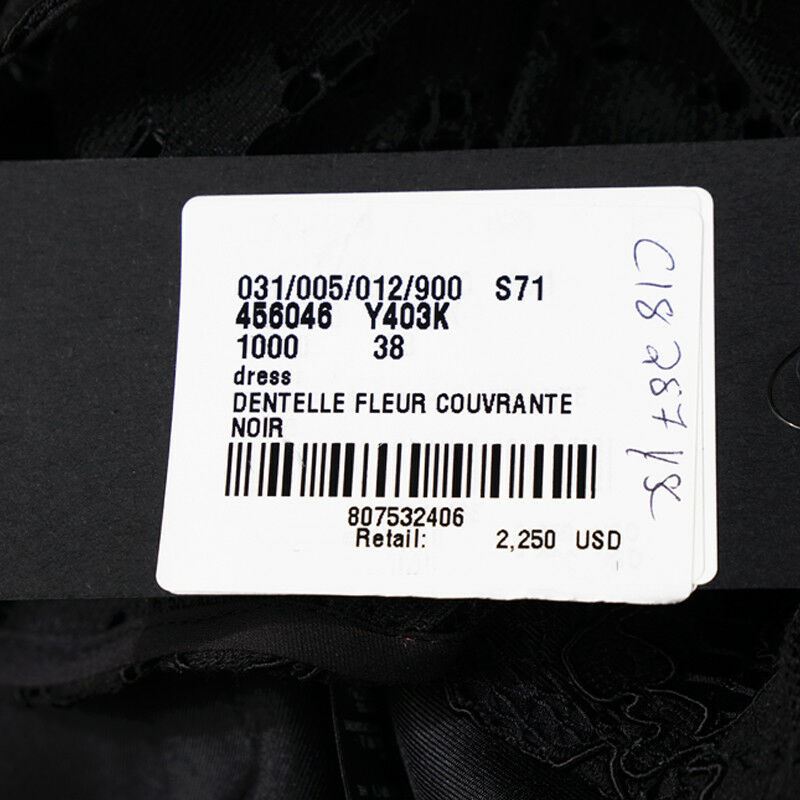 031/005/012/900 S71
456046 Y403K
1000 38
dress
DENTELLE FLEUR COUVRANTE
NOIR
807532406
Retail: 2,250 USD